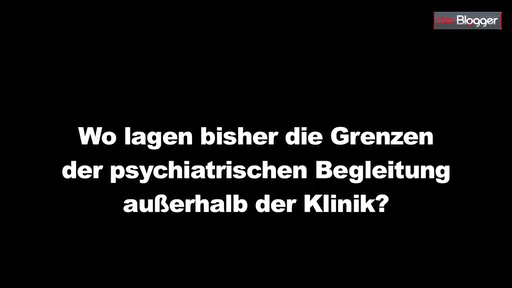 Blogger
Wo lagen bisher die Grenzen
der psychiatrischen Begleitung
außerhalb der Klinik?